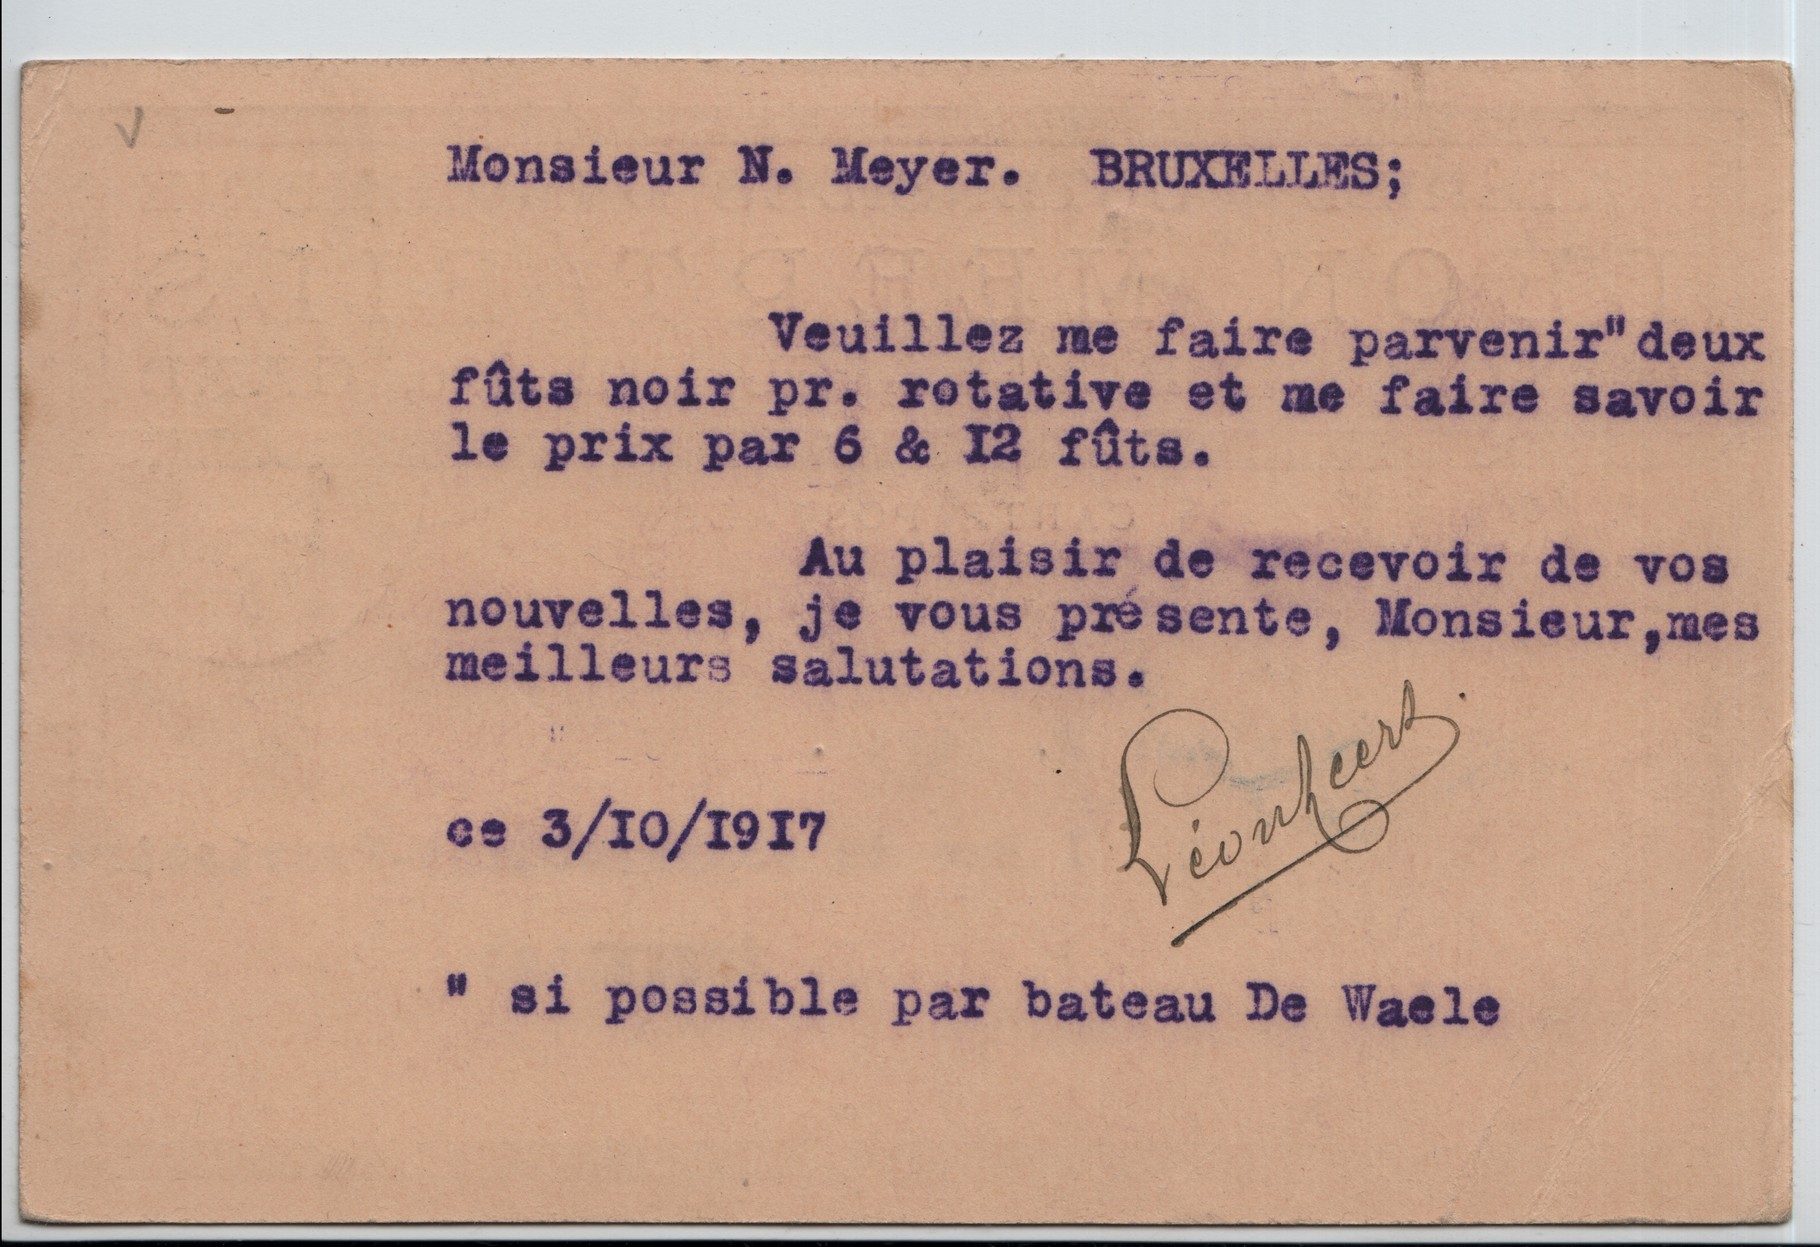 Monsieur N. Meyer. BRUXELLES;
Veuillez me faire parvenir" deux
fûts noir pr. rotative et me faire savoir
le prix par 6 & I2 fûts.
Au plaisir de recevoir de vos
nouvelles, je vous présente, Monsieur,mes
meilleurs salutations.
ce 3/IO/I9I7
" si possible par bateau De Waele